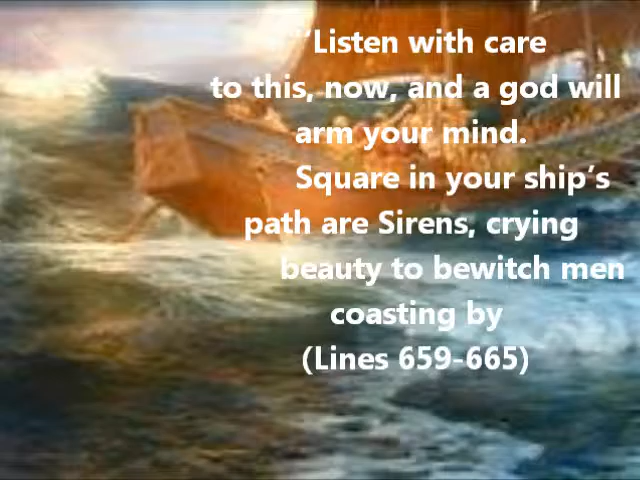 ‘Listen with care
to this, now, and a god will
arm your mind.
Square in your ship’s
path are Sirens, crying
beauty to bewitch men
coasting by
(Lines 659-665)